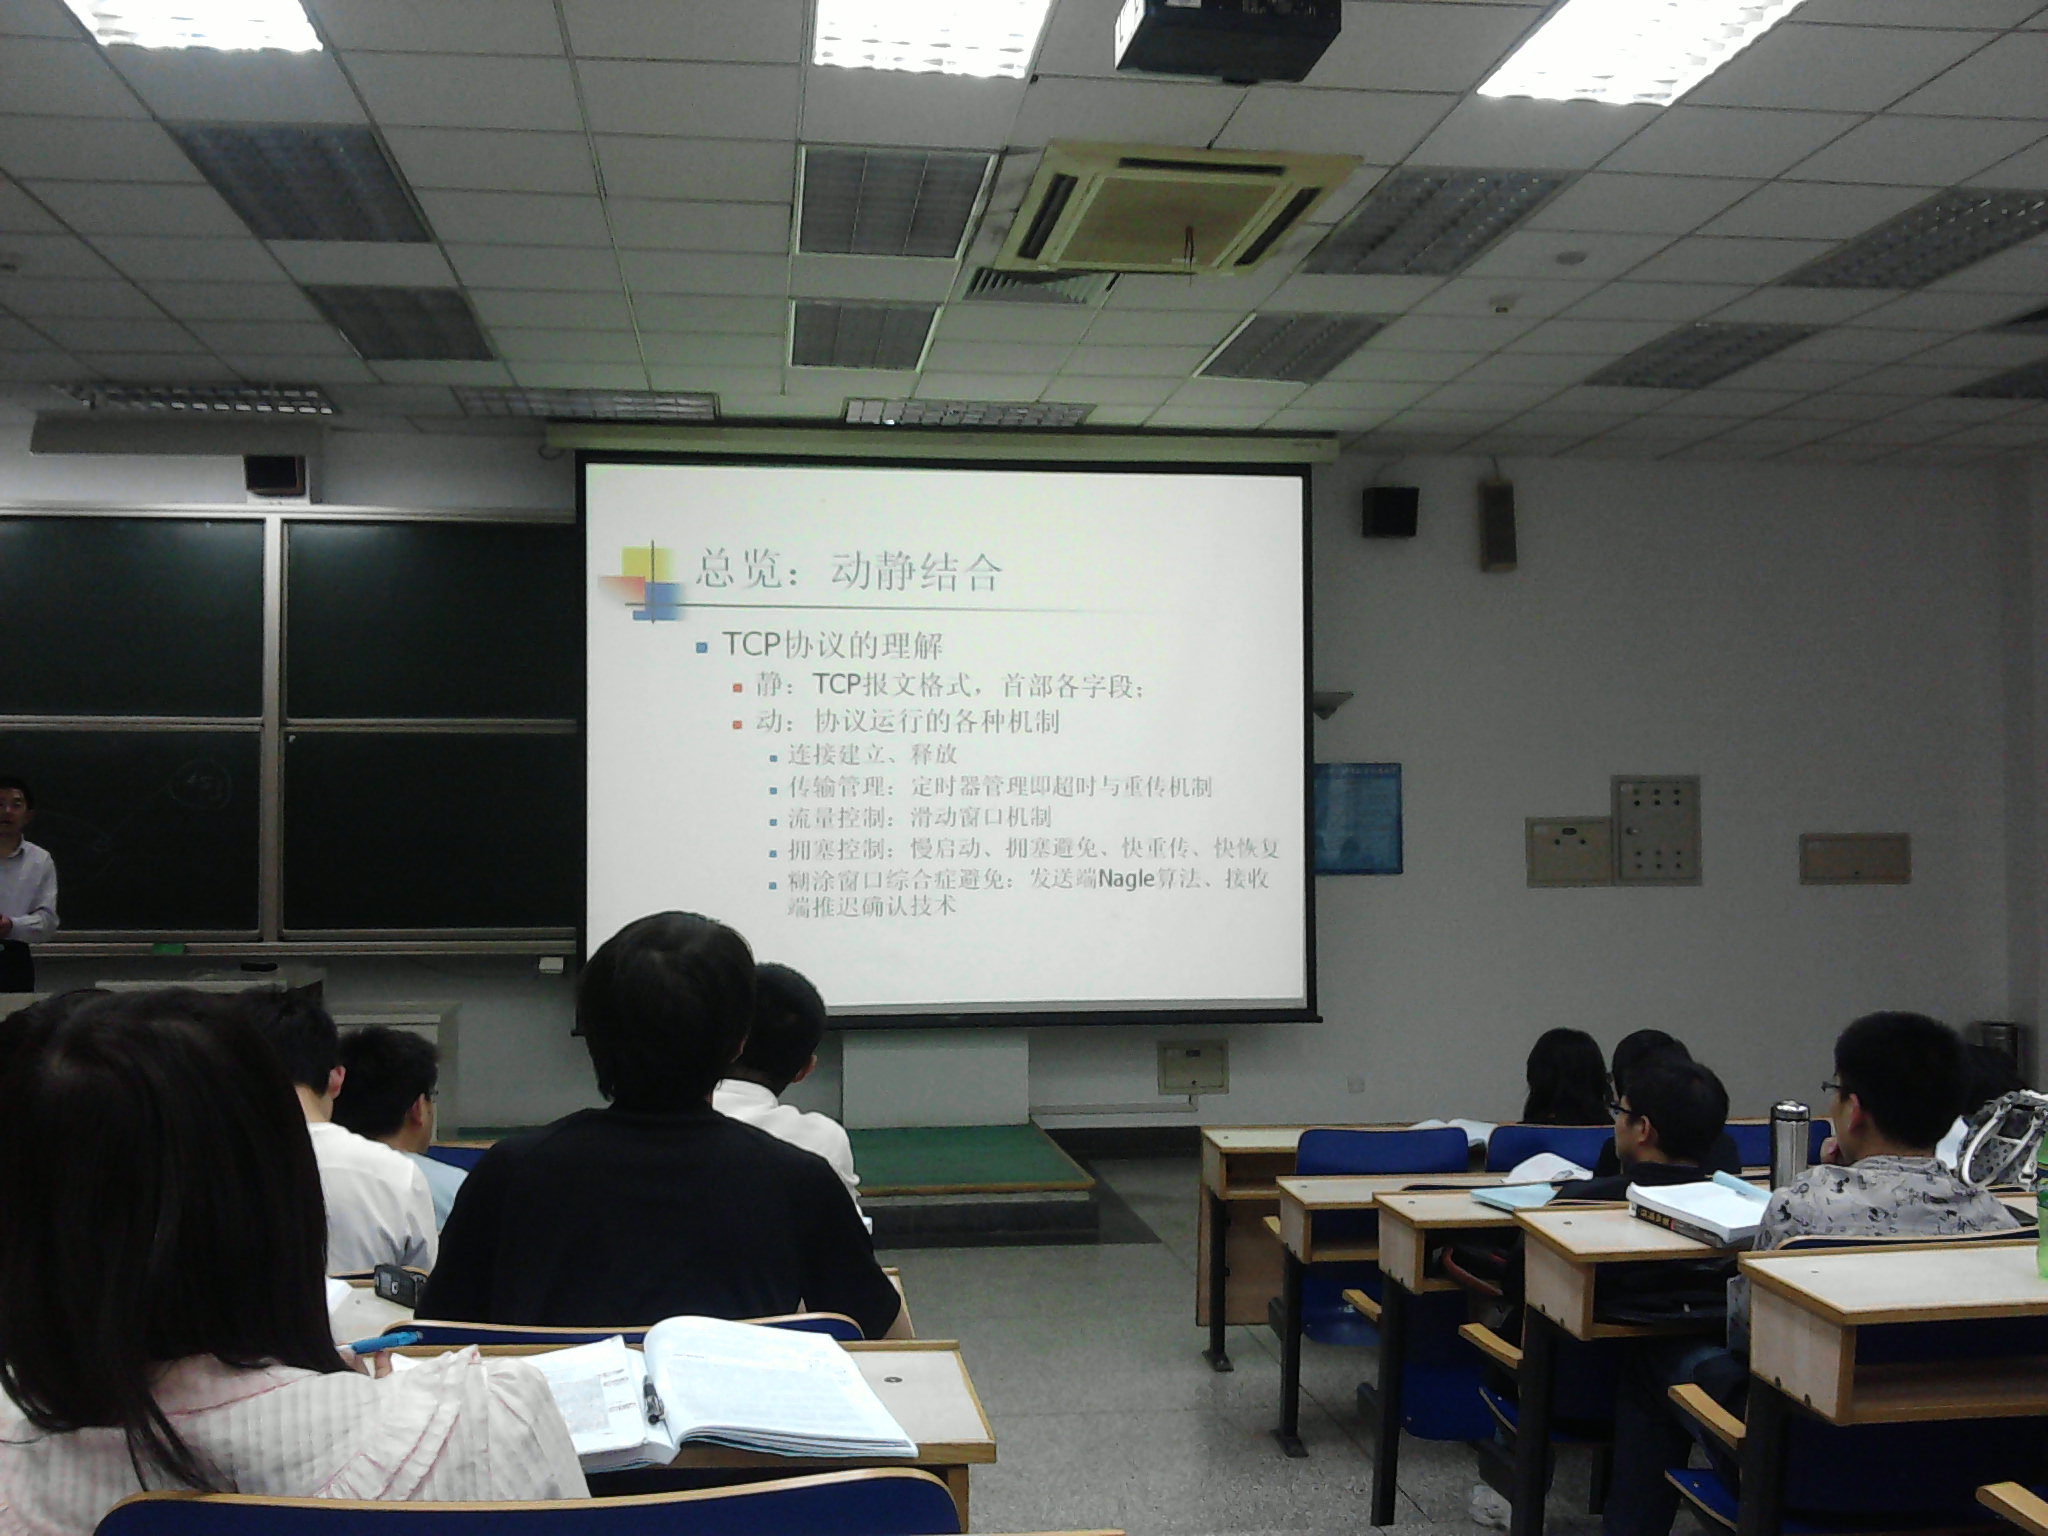 总览：动静结合
TCP协议的理解
静：TCP报文格式，首部各字段；
动：协议运行的各种机制
连接建立、释放
传输管理：定时器管理即超时与重传机制
流量控制：滑动窗口机制
拥塞控制：慢启动、拥塞避免、快重传、快恢复
糊涂窗口综合症避免：发送端Nagle算法、接收
端推迟确认技术